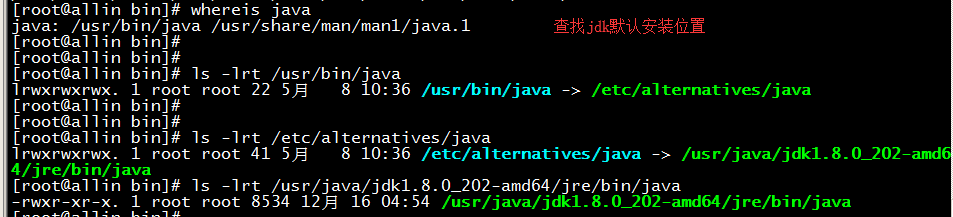 [root@allin bin]# whereis java
java: /usr/bin/java /usr/share/man/man1/java.1 查找jdk默认安装位置
[root@allin bin]#
[root@allin bin]#
[root@allin bin]# ls -lrt /usr/bin/java
lrwxrwxrwx. 1 root root 22 5月   8 10:36 /usr/bin/java -> /etc/alternatives/java
[root@allin bin]#
[root@allin bin]#
[root@allin bin]# ls -lrt /etc/alternatives/java
lrwxrwxrwx. 1 root root 41 5月   8 10:36 /etc/alternatives/java -> /usr/java/jdk1.8.0_202-amd6
4/jre/bin/java
[root@allin bin]# ls -lrt /usr/java/jdk1.8.0_202-amd64/jre/bin/java
-rwxr-xr-x. 1 root root 8534 12月 16 04:54 /usr/java/jdk1.8.0_202-amd64/jre/bin/java
[root@allin bin]#